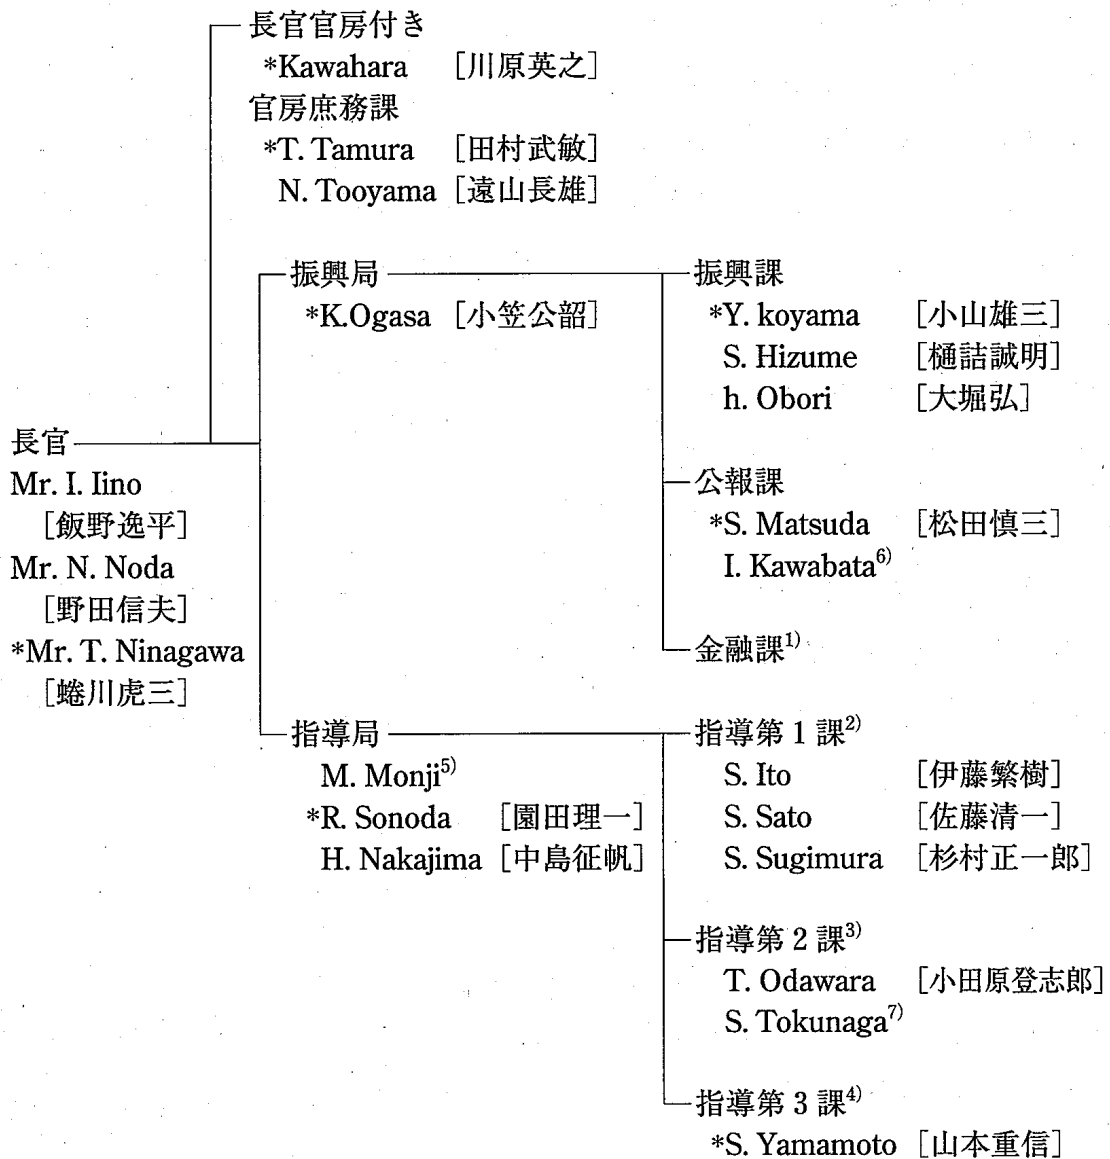 長官官房付き
*Kawahara [川原英之]
官房庶務課
*T. Tamura [田村武敏]
N. Tooyama [遠山長雄]
振興局
*K.Ogasa [小笠公韶]
振興課
*Y. koyama [小山雄三]
S. Hizume [樋詰誠明]
h. Obori [大堀弘]
長官
Mr. I. Iino
[飯野逸平]
Mr. N. Noda
[野田信夫]
*Mr. T. Ninagawa
[蜷川虎三]
公報課
*S. Matsuda [松田慎三]
I. Kawabata6)
金融課1)
指導局
M. Monji5)
*R. Sonoda [園田理一]
H. Nakajima [中島征帆]
指導第1課2)
S. Ito [伊藤繁樹]
S. Sato [佐藤清一]
S. Sugimura [杉村正一郎]
指導第2課3)
T. Odawara [小田原登志郎]
S. Tokunaga7)
指導第3課4)
*S. Yamamoto [山本重信]